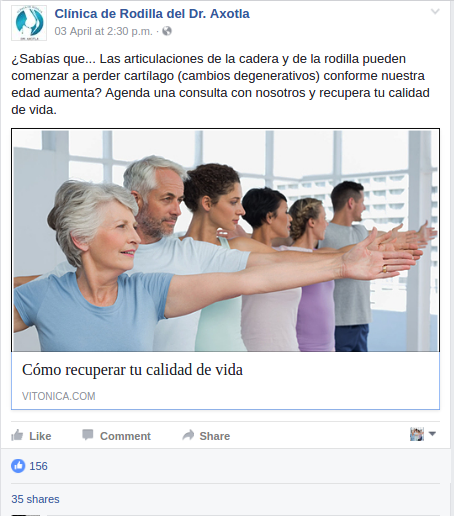 Clínica de Rodilla del Dr. Axotla
03 April at 2:30 p.m. ·
¿Sabías que... Las articulaciones de la cadera y de la rodilla pueden
comenzar a perder cartílago (cambios degenerativos) conforme nuestra
edad aumenta? Agenda una consulta con nosotros y recupera tu calidad
de vida.
Cómo recuperar tu calidad de vida
VITONICA.COM
Like Comment Share
156
35 shares